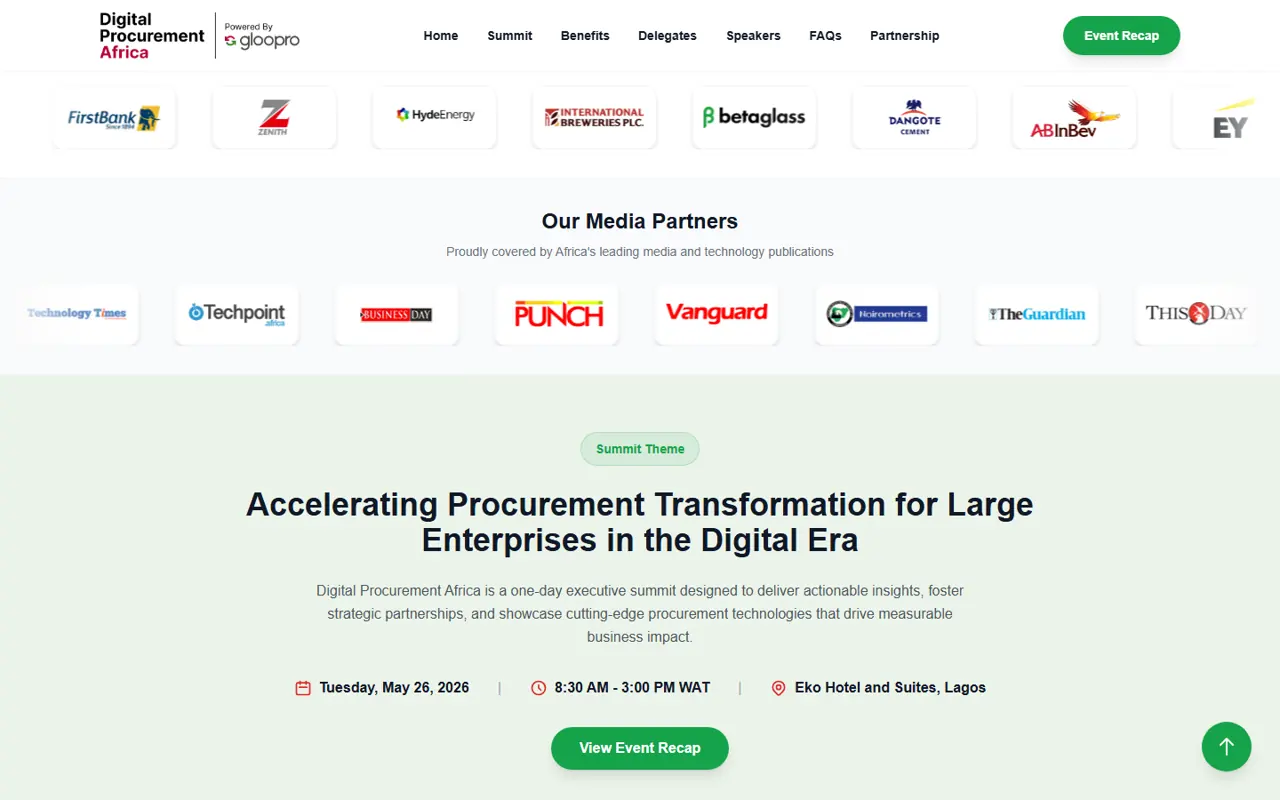 Digital
Procurement
Africa
Powered By
gloopro
Home
Summit
Benefits
Delegates
Speakers
FAQs
Partnership
Event Recap
FirstBank
Since 1894
ZENITH
HydeEnergy
INTERNATIONAL
BREWERIES PLC.
betaglass
DANGOTE
CEMENT
ABInBev
EY
Our Media Partners
Proudly covered by Africa's leading media and technology publications
Technology Times
Techpoint
africa
BUSINESS DAY
PUNCH
Vanguard
Nairametrics
TheGuardian
THISDAY
Summit Theme
Accelerating Procurement Transformation for Large
Enterprises in the Digital Era
Digital Procurement Africa is a one-day executive summit designed to deliver actionable insights, foster
strategic partnerships, and showcase cutting-edge procurement technologies that drive measurable
business impact.
Tuesday, May 26, 2026
|
8:30 AM - 3:00 PM WAT
|
Eko Hotel and Suites, Lagos
View Event Recap